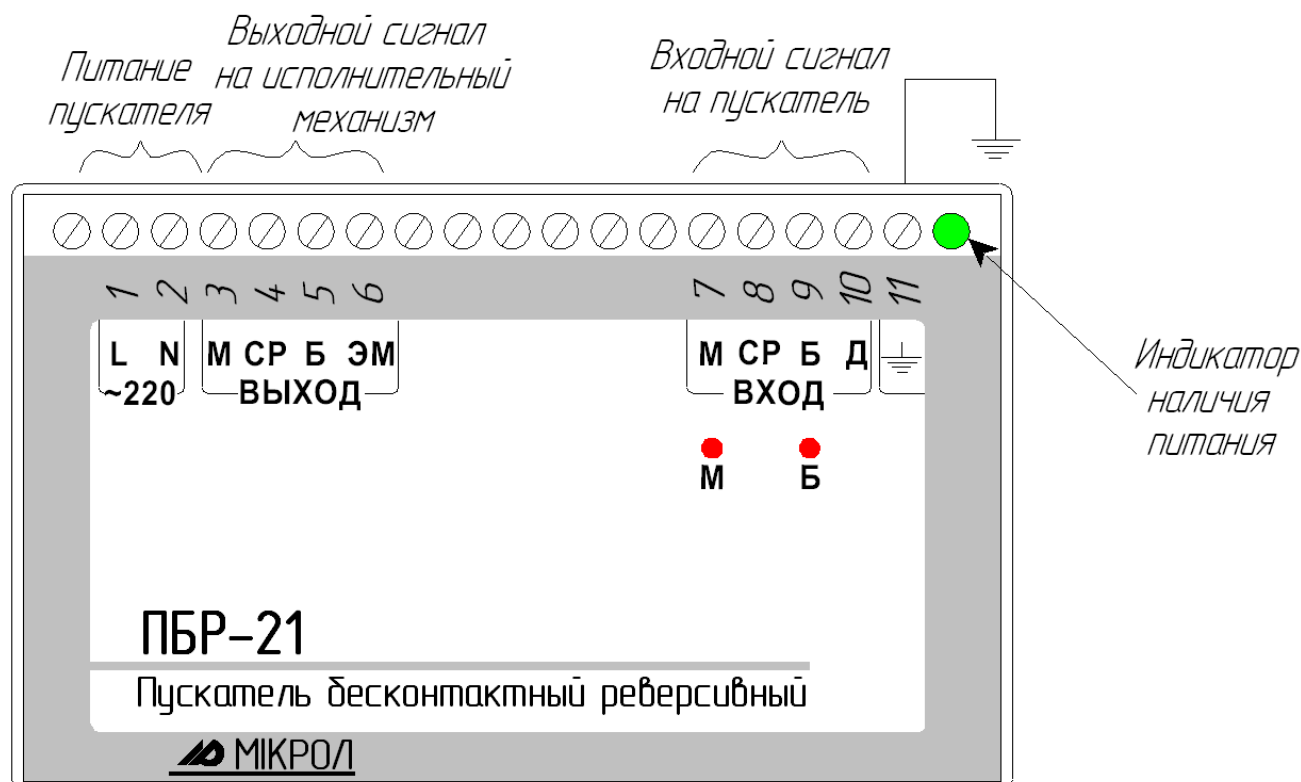 Питание
пускателя
Выходной сигнал
на исполнительный
механизм
Входной сигнал
на пускатель
1 2 3 4 5 6 7 8 9 10 11
L N М СР Б ЭМ М СР Б Д
~220 ВЫХОД ВХОД
М Б
Индикатор
наличия
питания
ПБР-21
Пускатель бесконтактный реверсивный
МІКРОЛ